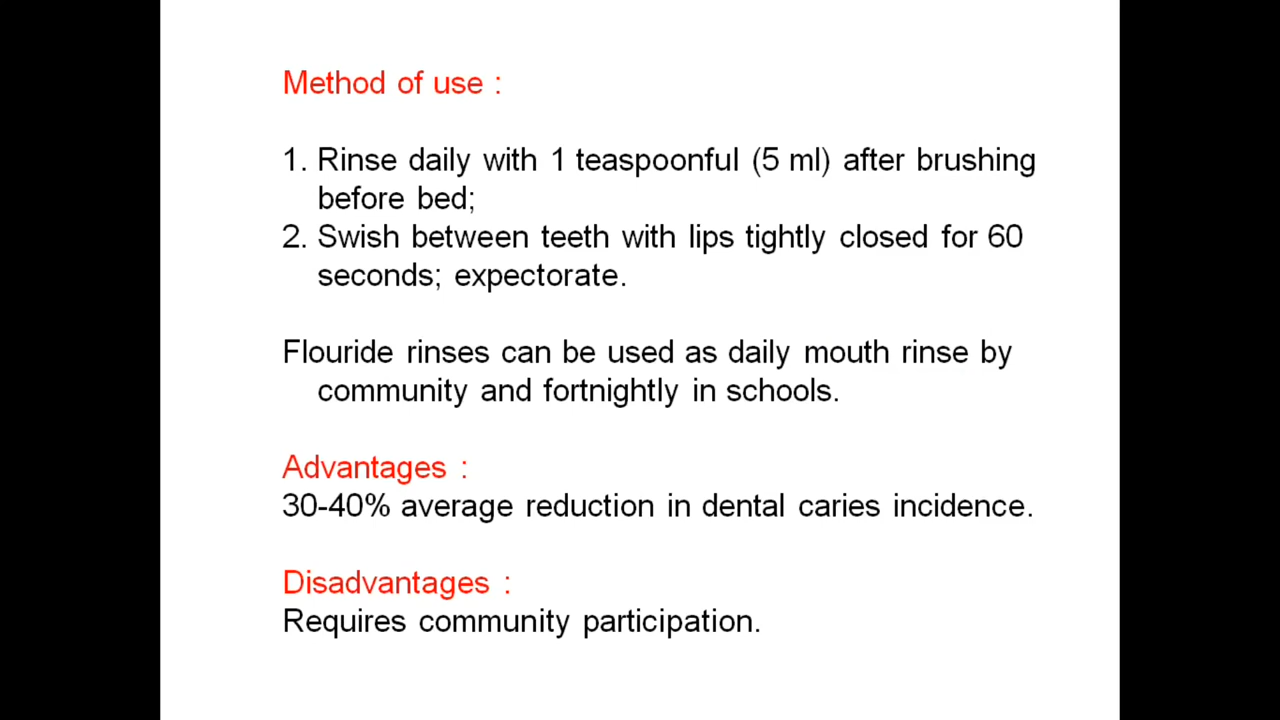 Method of use :
1. Rinse daily with 1 teaspoonful (5 ml) after brushing
before bed;
2. Swish between teeth with lips tightly closed for 60
seconds; expectorate.
Flouride rinses can be used as daily mouth rinse by
community and fortnightly in schools.
Advantages :
30-40% average reduction in dental caries incidence.
Disadvantages :
Requires community participation.